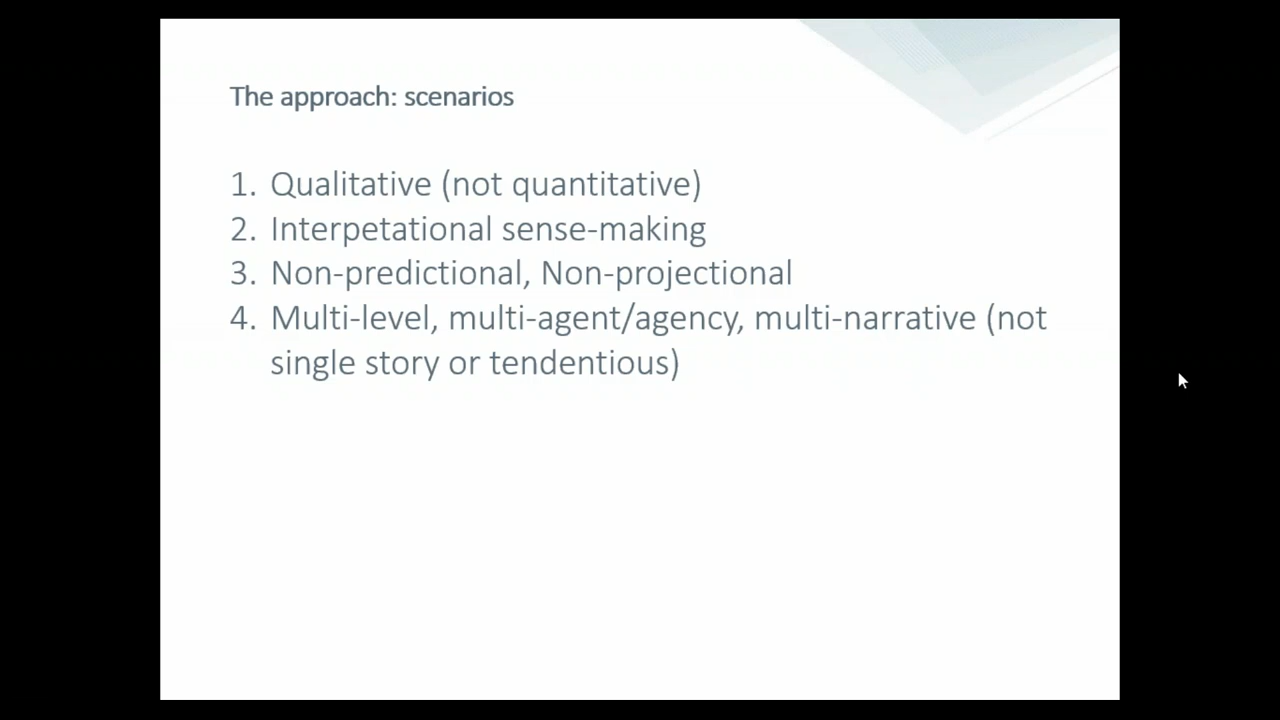 The approach: scenarios
1. Qualitative (not quantitative)
2. Interpetational sense-making
3. Non-predictional, Non-projectional
4. Multi-level, multi-agent/agency, multi-narrative (not
single story or tendentious)